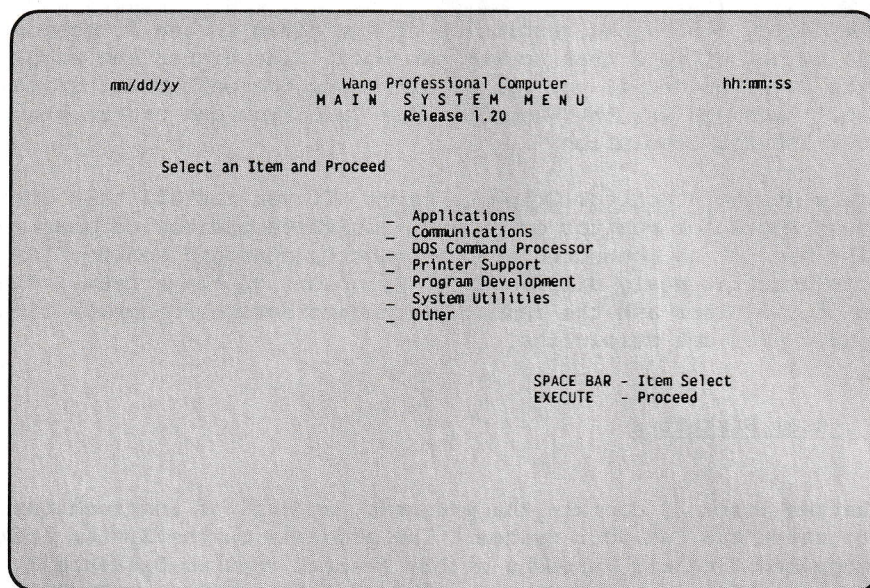 mm/dd/yy Wang Professional Computer hh:mm:ss
M A I N S Y S T E M M E N U
Release 1.20
Select an Item and Proceed
_ Applications
_ Communications
_ DOS Command Processor
_ Printer Support
_ Program Development
_ System Utilities
_ Other
SPACE BAR - Item Select
EXECUTE - Proceed